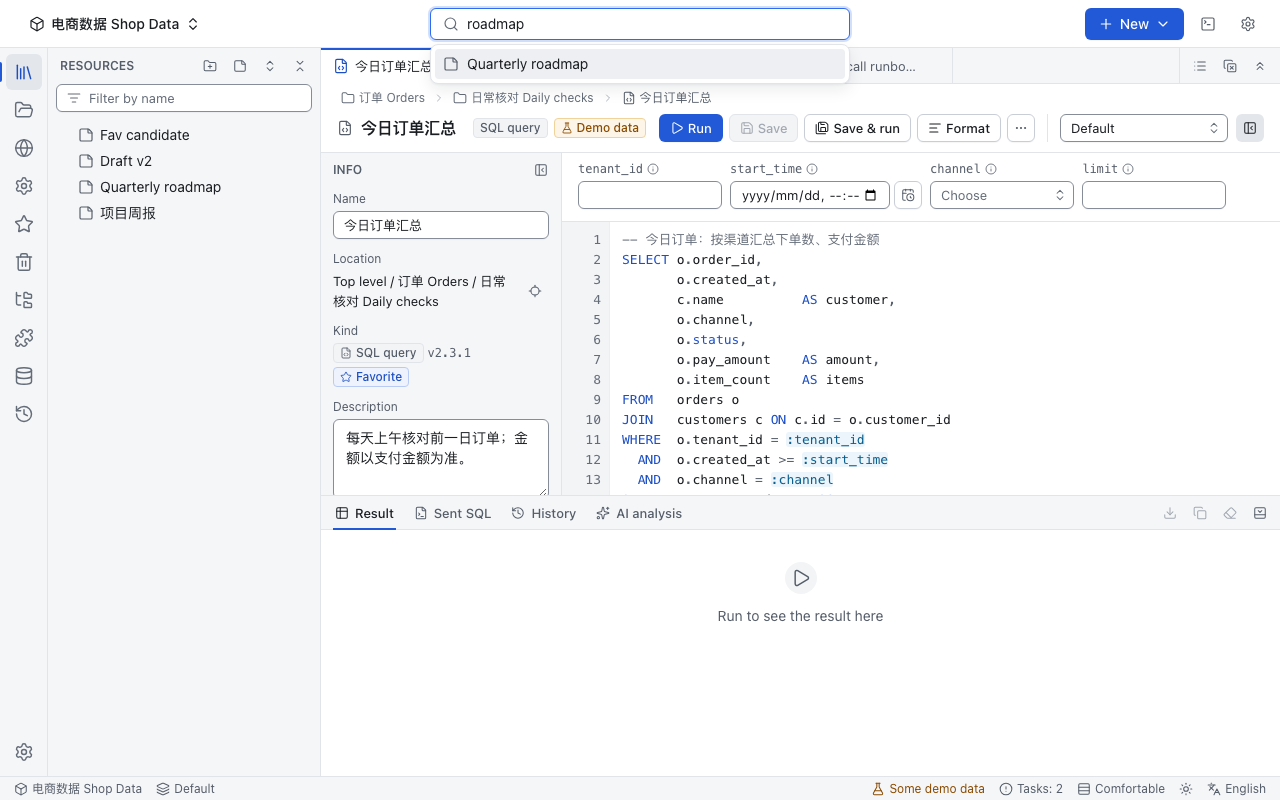 电商数据 Shop Data
roadmap
New
RESOURCES
Filter by name
Fav candidate
Draft v2
Quarterly roadmap
项目周报
今日订单汇总
Quarterly roadmap
call runbo...
订单 Orders
日常核对 Daily checks
今日订单汇总
今日订单汇总
SQL query
Demo data
Run
Save
Save & run
Format
Default
INFO
Name
今日订单汇总
Location
Top level / 订单 Orders / 日常
核对 Daily checks
Kind
SQL query v2.3.1
Favorite
Description
每天上午核对前一日订单；金
额以支付金额为准。
tenant_id
start_time
channel
limit
yyyy/mm/dd, --:--
Choose
1 -- 今日订单: 按渠道汇总下单数、支付金额
2 SELECT o.order_id,
3 o.created_at,
4 c.name AS customer,
5 o.channel,
6 o.status,
7 o.pay_amount AS amount,
8 o.item_count AS items
9 FROM orders o
10 JOIN customers c ON c.id = o.customer_id
11 WHERE o.tenant_id = :tenant_id
12 AND o.created_at >= :start_time
13 AND o.channel = :channel
Result
Sent SQL
History
AI analysis
Run to see the result here
电商数据 Shop Data
Default
Some demo data
Tasks: 2
Comfortable
English